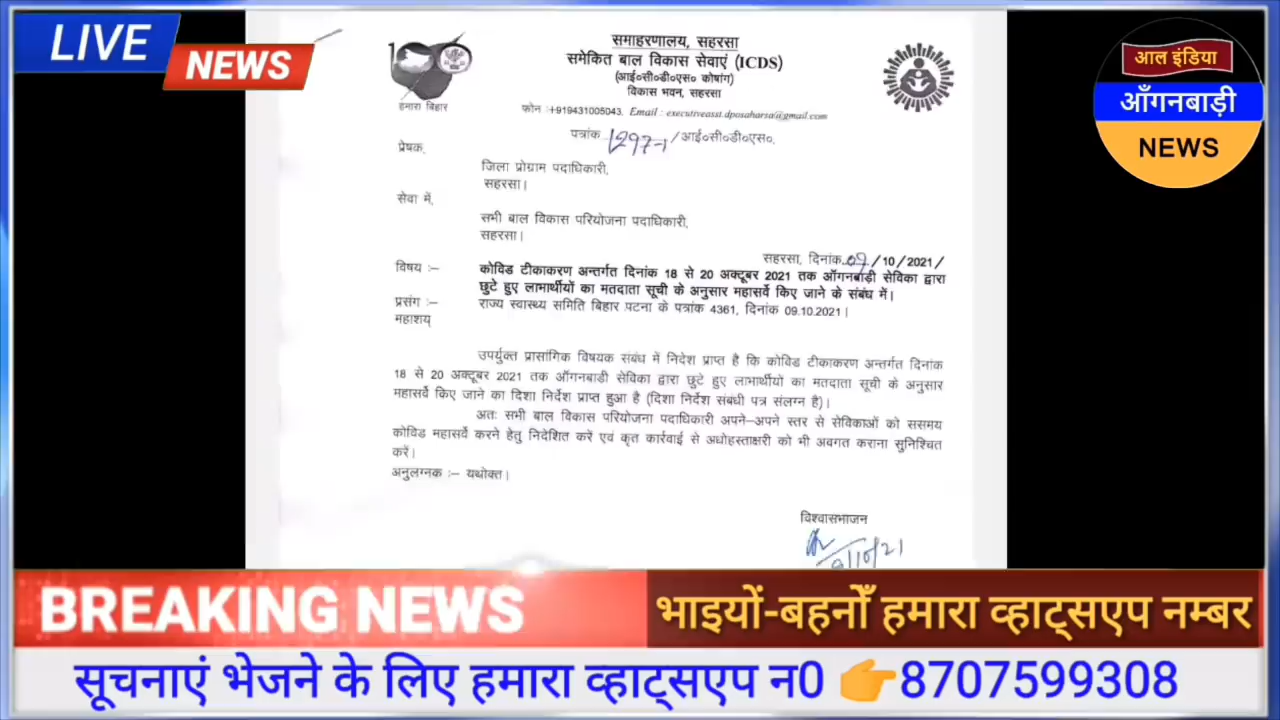 LIVE
NEWS
आल इंडिया
आँगनबाड़ी
NEWS
हमारा बिहार
समाहरणालय, सहरसा
समेकित बाल विकास सेवाएं (ICDS)
(आई०सी०डी०एस० कोषांग)
विकास भवन, सहरसा
फोन :+919431005043, Email : executiveasst.dposaharsa@gmail.com
पत्रांक /आई०सी०डी०एस०,
प्रेषक,
जिला प्रोग्राम पदाधिकारी,
सहरसा।
सेवा में,
सभी बाल विकास परियोजना पदाधिकारी,
सहरसा।
सहरसा, दिनांक..09/10/2021/
विषय :– कोविड टीकाकरण अन्तर्गत दिनांक 18 से 20 अक्टूबर 2021 तक आँगनबाड़ी सेविका द्वारा
छुटे हुए लाभार्थीयों का मतदाता सूची के अनुसार महासर्वे किए जाने के संबंध में।
प्रसंग :– राज्य स्वास्थ्य समिति बिहार पटना के पत्रांक 4361, दिनांक 09.10.2021।
महाशय्
उपर्युक्त प्रासांगिक विषयक संबंध में निदेश प्राप्त है कि कोविड टीकाकरण अन्तर्गत दिनांक
18 से 20 अक्टूबर 2021 तक आँगनबाड़ी सेविका द्वारा छुटे हुए लाभार्थीयों का मतदाता सूची के अनुसार
महासर्वे किए जाने का दिशा निर्देश प्राप्त हुआ है (दिशा निर्देश संबंधी पत्र संलग्न है)।
अतः सभी बाल विकास परियोजना पदाधिकारी अपने–अपने स्तर से सेविकाओं को ससमय
कोविड महासर्वे करने हेतु निदेशित करें एवं कृत कार्रवाई से अधोहस्ताक्षरी को भी अवगत कराना सुनिश्चित
करें।
अनुलग्नक :– यथोक्त।
विश्वासभाजन
9/10/21
BREAKING NEWS
भाइयों-बहनोँ हमारा व्हाट्सएप नम्बर
सूचनाएं भेजने के लिए हमारा व्हाट्सएप न0 👉8707599308